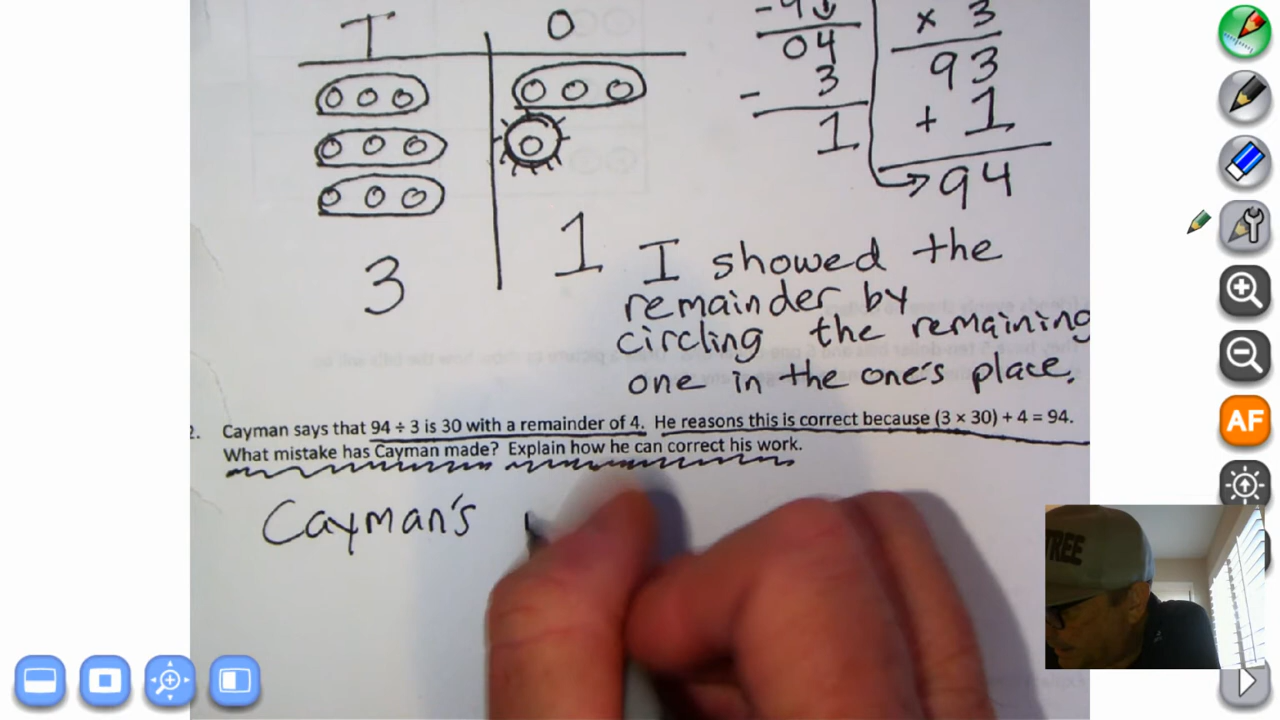 T O
3 1
- 9
04
- 3
1
x 3
93
+ 1
94
I showed the
remainder by
circling the remaining
one in the one's place.
2. Cayman says that 94 ÷ 3 is 30 with a remainder of 4. He reasons this is correct because (3 × 30) + 4 = 94.
What mistake has Cayman made? Explain how he can correct his work.
Cayman's
AF
TREE